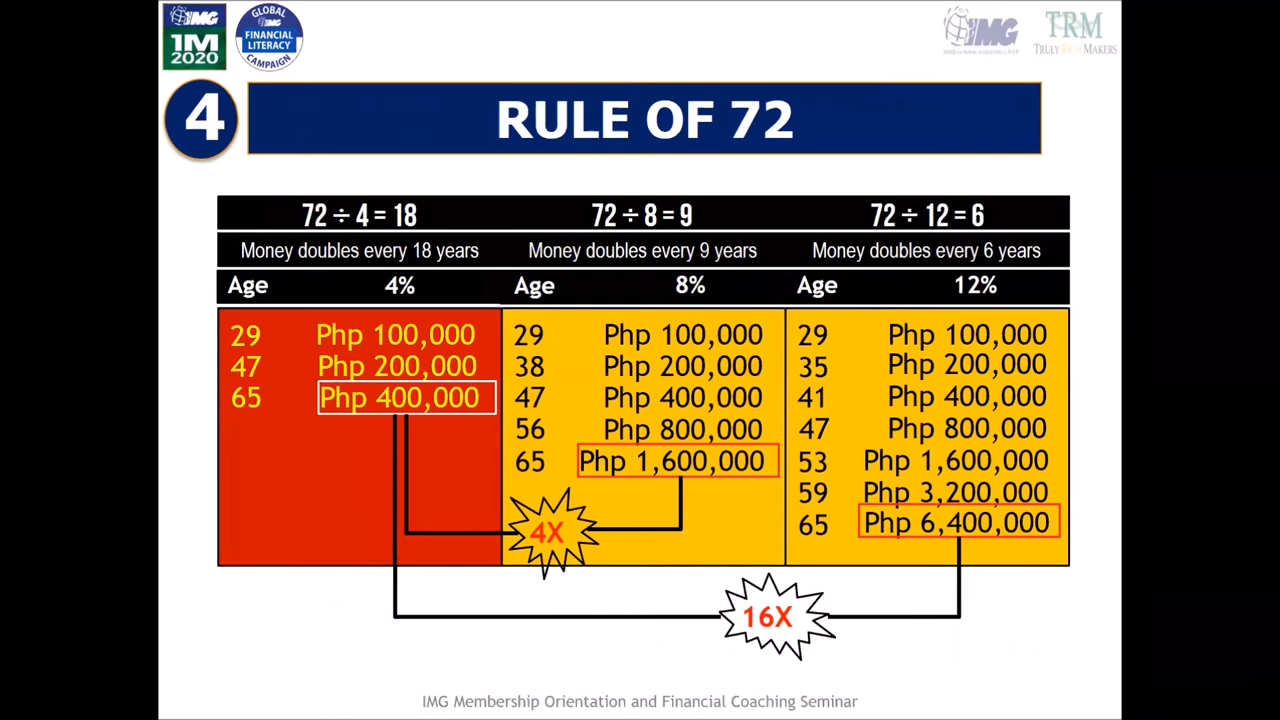 IMG
1M
2020
GLOBAL
IMG
FINANCIAL
LITERACY
CAMPAIGN
IMG
TRM
TRULY RICH MAKERS
4
RULE OF 72
72 ÷ 4 = 18 72 ÷ 8 = 9 72 ÷ 12 = 6
Money doubles every 18 years Money doubles every 9 years Money doubles every 6 years
Age 4% Age 8% Age 12%
29 Php 100,000 29 Php 100,000 29 Php 100,000
47 Php 200,000 38 Php 200,000 35 Php 200,000
65 Php 400,000 47 Php 400,000 41 Php 400,000
56 Php 800,000 47 Php 800,000
65 Php 1,600,000 53 Php 1,600,000
59 Php 3,200,000
65 Php 6,400,000
4X
16X
IMG Membership Orientation and Financial Coaching Seminar